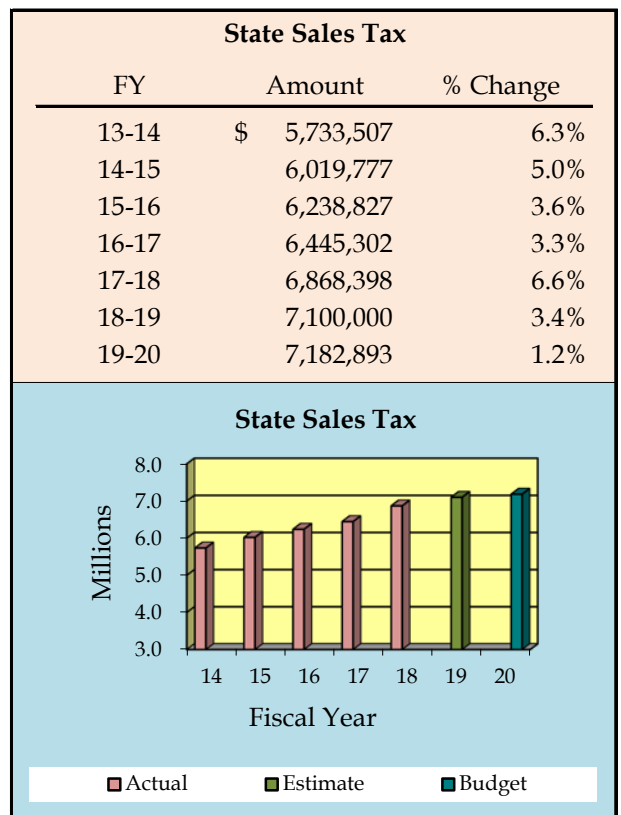 State Sales Tax
FY Amount % Change
13-14 $ 5,733,507 6.3%
14-15 6,019,777 5.0%
15-16 6,238,827 3.6%
16-17 6,445,302 3.3%
17-18 6,868,398 6.6%
18-19 7,100,000 3.4%
19-20 7,182,893 1.2%
State Sales Tax
8.0
7.0
6.0
5.0
4.0
3.0
Millions
14 15 16 17 18 19 20
Fiscal Year
Actual Estimate Budget